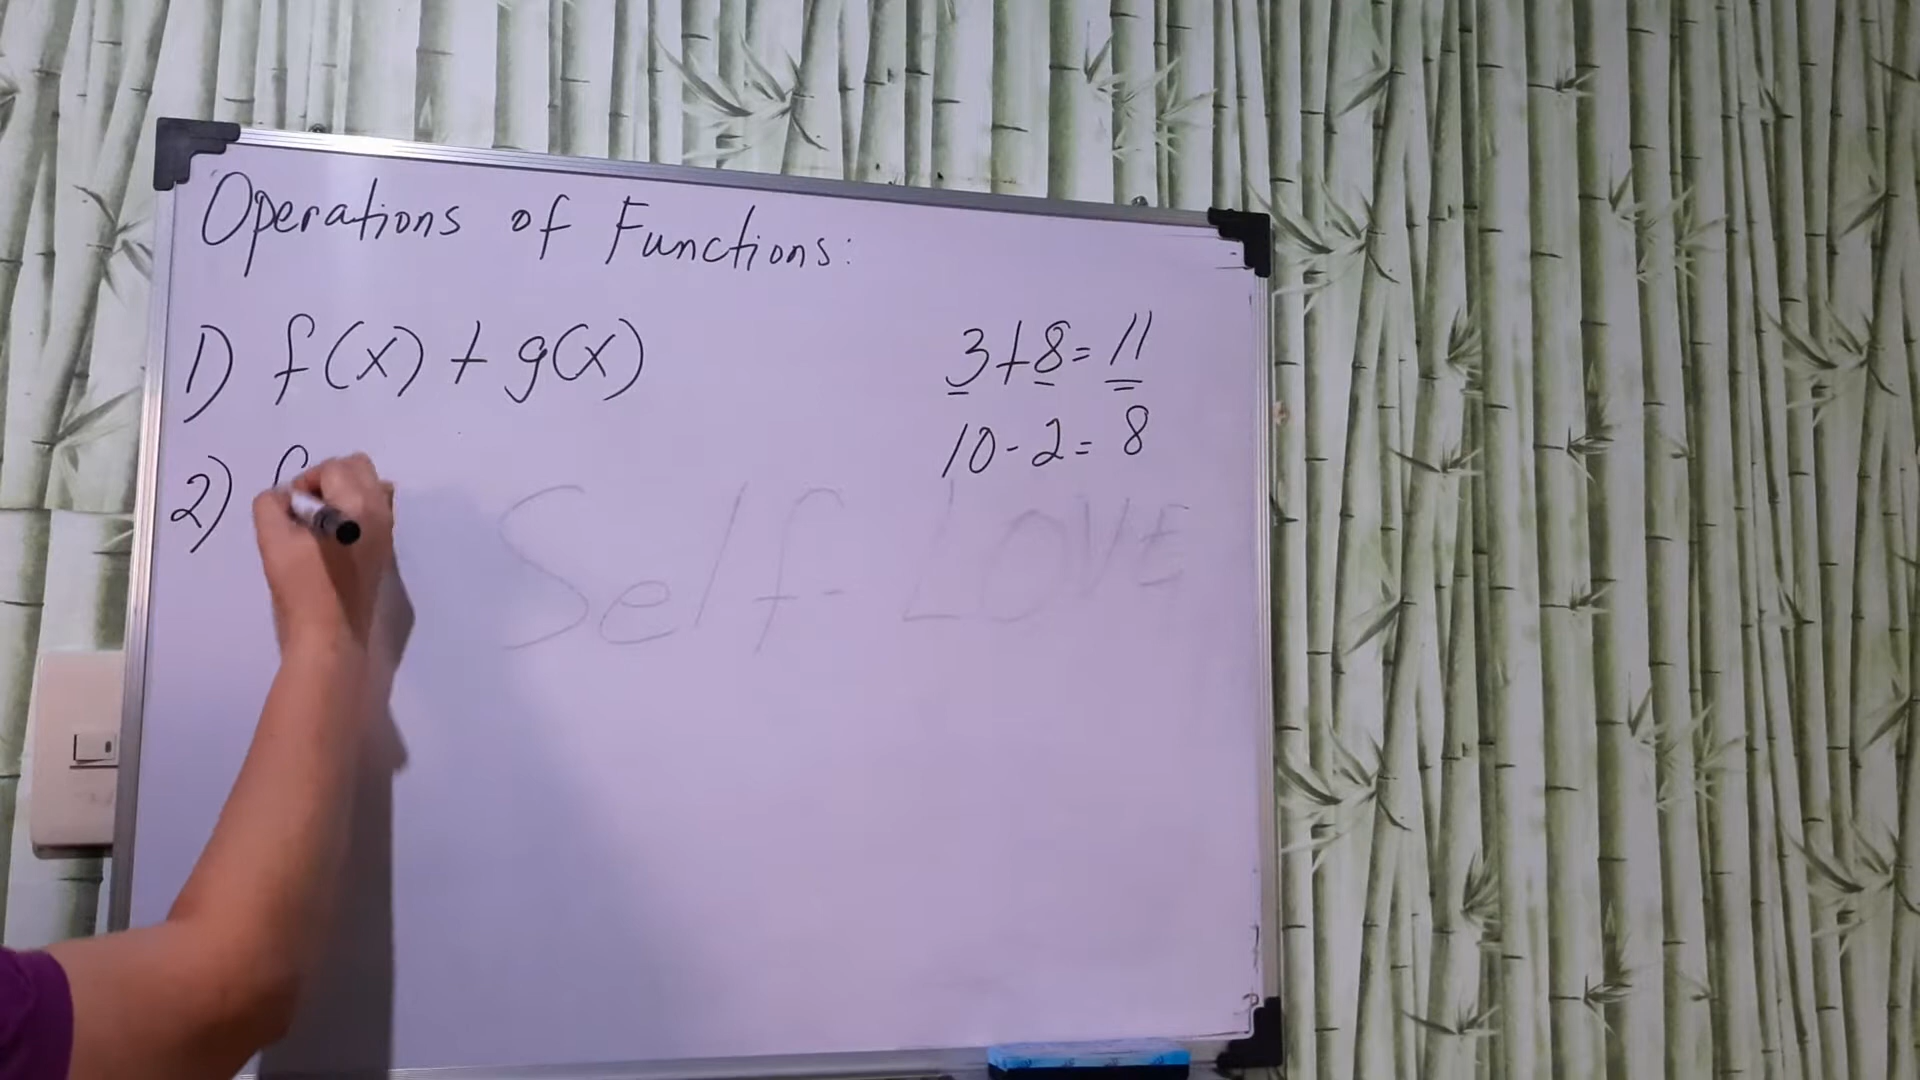 Operations of Functions:
1) f(x) + g(x)
3+8=11
10-2=8
2) f
Self-LOVE